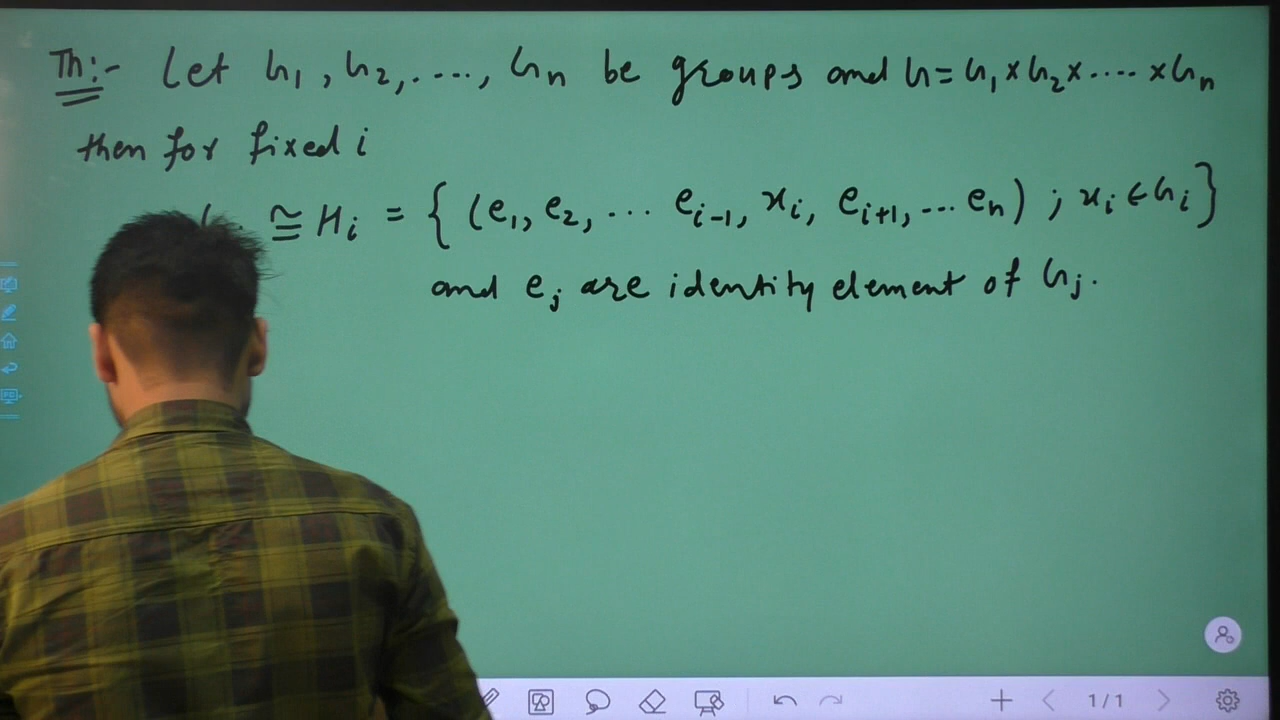 Th:- Let G₁, G₂, ...., Gₙ be groups and G = G₁ × G₂ × .... × Gₙ
then for fixed i
≅ Hᵢ = { (e₁, e₂, ... eᵢ₋₁, xᵢ, eᵢ₊₁, ... eₙ) ; xᵢ ∈ Gᵢ }
and eⱼ are identity element of Gⱼ.
1/1